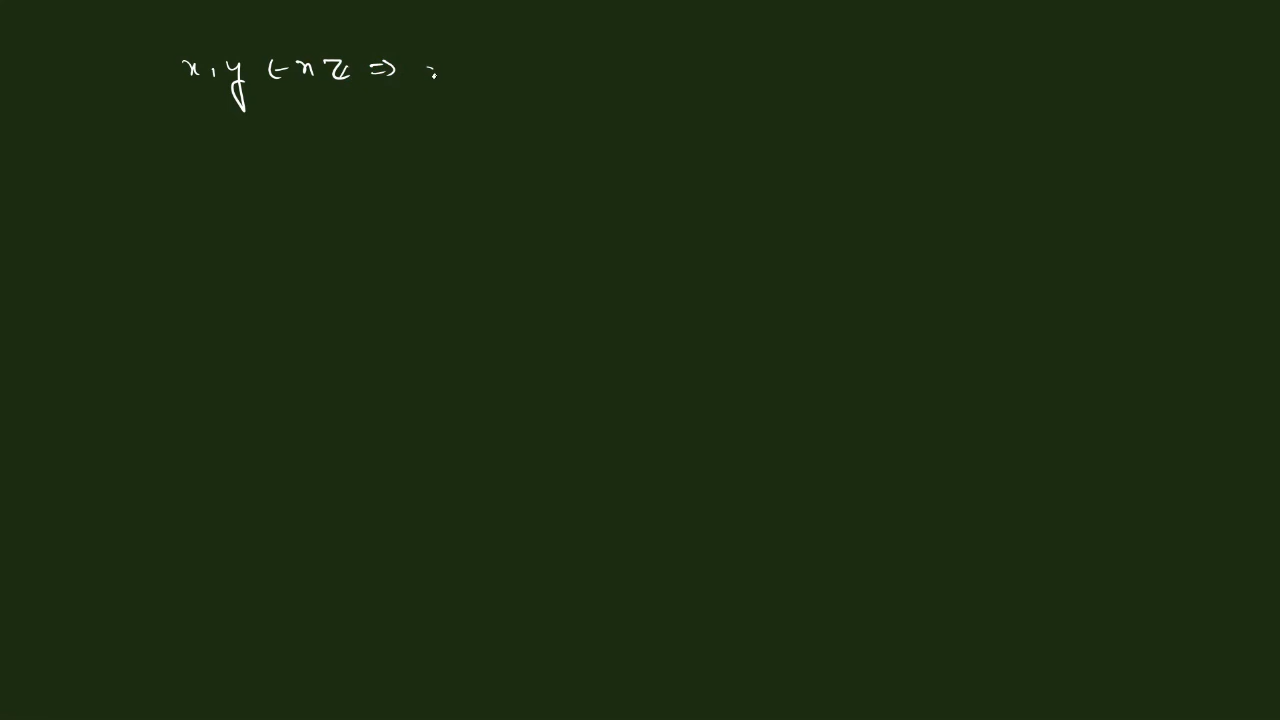 x, y ∈ nℤ ⇒